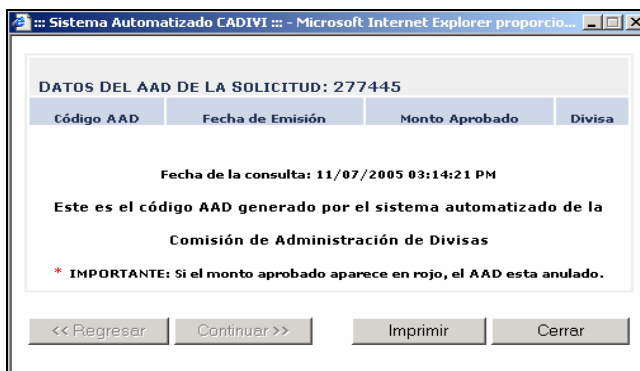 ::: Sistema Automatizado CADIVI ::: - Microsoft Internet Explorer proporcio...
DATOS DEL AAD DE LA SOLICITUD: 277445
Código AAD Fecha de Emisión Monto Aprobado Divisa
Fecha de la consulta: 11/07/2005 03:14:21 PM
Este es el código AAD generado por el sistema automatizado de la
Comisión de Administración de Divisas
* IMPORTANTE: Si el monto aprobado aparece en rojo, el AAD esta anulado.
<< Regresar Continuar >> Imprimir Cerrar